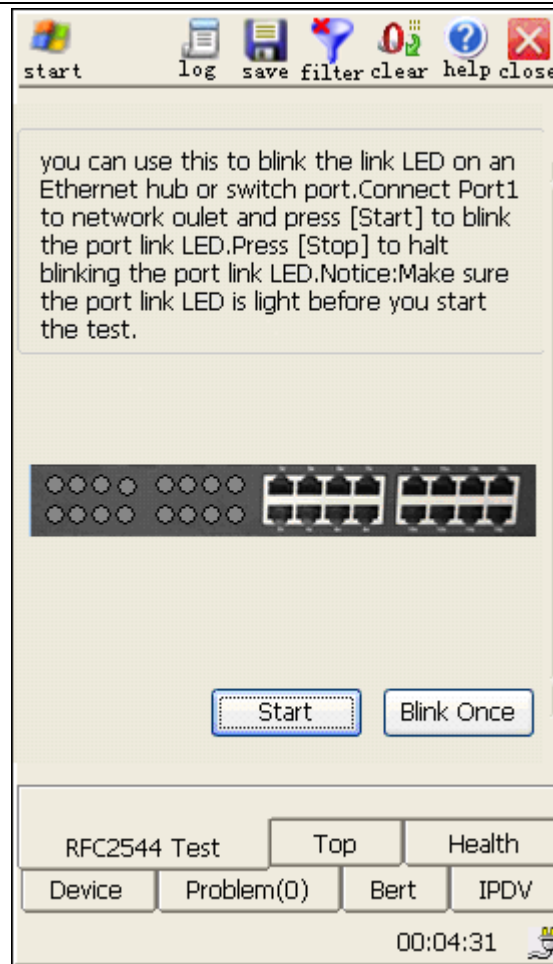 start log save filter clear help close
you can use this to blink the link LED on an
Ethernet hub or switch port.Connect Port1
to network oulet and press [Start] to blink
the port link LED.Press [Stop] to halt
blinking the port link LED.Notice:Make sure
the port link LED is light before you start
the test.
Start Blink Once
RFC2544 Test Top Health
Device Problem(0) Bert IPDV
00:04:31